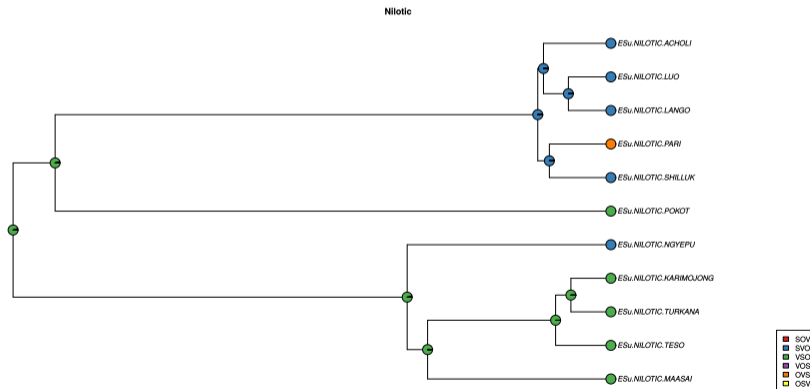 Nilotic
ESu.NILOTIC.ACHOLI
ESu.NILOTIC.LUO
ESu.NILOTIC.LANGO
ESu.NILOTIC.PARI
ESu.NILOTIC.SHILLUK
ESu.NILOTIC.POKOT
ESu.NILOTIC.NGYEPU
ESu.NILOTIC.KARIMOJONG
ESu.NILOTIC.TURKANA
ESu.NILOTIC.TESO
ESu.NILOTIC.MAASAI
SOV
SVO
VSO
VOS
OVS
OSV